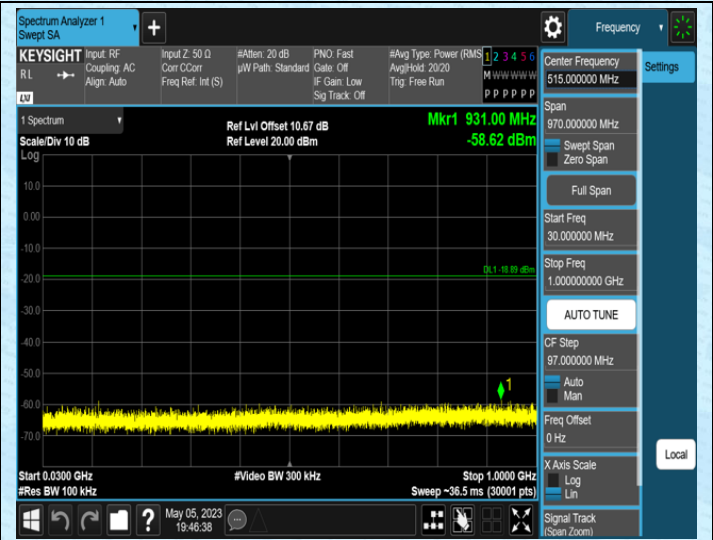 Spectrum Analyzer 1
Swept SA
Frequency
KEYSIGHT
RL
LXI
Input: RF
Coupling: AC
Align: Auto
Input Z: 50 Ω
Corr CCorr
Freq Ref: Int (S)
#Atten: 20 dB
µW Path: Standard
PNO: Fast
Gate: Off
IF Gain: Low
Sig Track: Off
#Avg Type: Power (RMS
Avg|Hold: 20/20
Trig: Free Run
1 2 3 4 5 6
M W W W W W
P P P P P P
1 Spectrum
Scale/Div 10 dB
Log
Ref Lvl Offset 10.67 dB
Ref Level 20.00 dBm
Mkr1 931.00 MHz
-58.62 dBm
10.0
0.00
-10.0
-20.0
-30.0
-40.0
-50.0
-60.0
-70.0
DL1 -18.89 dBm
1
Start 0.0300 GHz
#Res BW 100 kHz
#Video BW 300 kHz
Stop 1.0000 GHz
Sweep ~36.5 ms (30001 pts)
Center Frequency
515.000000 MHz
Span
970.000000 MHz
Swept Span
Zero Span
Full Span
Start Freq
30.000000 MHz
Stop Freq
1.000000000 GHz
AUTO TUNE
CF Step
97.000000 MHz
Auto
Man
Freq Offset
0 Hz
X Axis Scale
Log
Lin
Signal Track
(Span Zoom)
Settings
Local
?
May 05, 2023
19:46:38